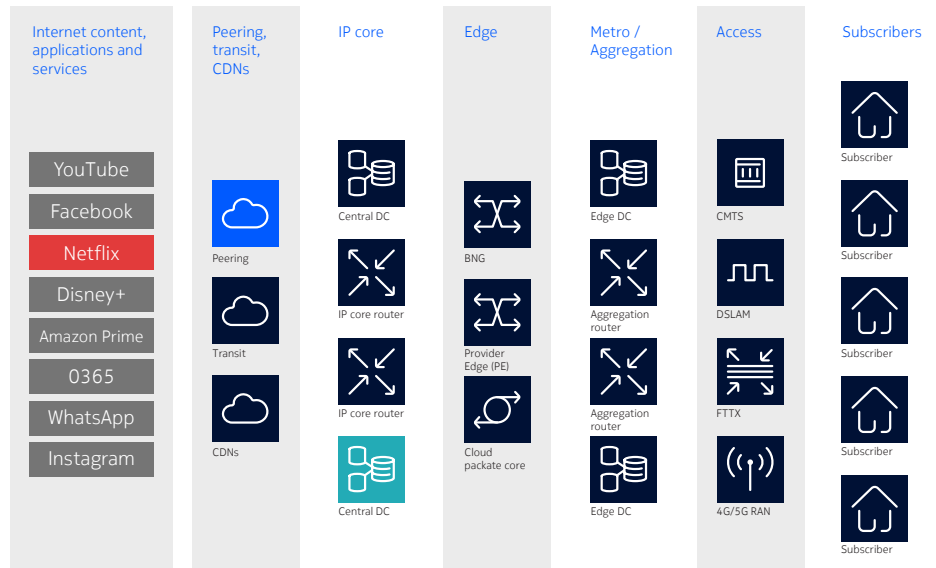 Internet content,
applications and
services
YouTube
Facebook
Netflix
Disney+
Amazon Prime
0365
WhatsApp
Instagram
Peering,
transit,
CDNs
Peering
Transit
CDNs
IP core
Central DC
IP core router
IP core router
Central DC
Edge
BNG
Provider
Edge (PE)
Cloud
packate core
Metro /
Aggregation
Edge DC
Aggregation
router
Aggregation
router
Edge DC
Access
CMTS
DSLAM
FTTX
4G/5G RAN
Subscribers
Subscriber
Subscriber
Subscriber
Subscriber
Subscriber